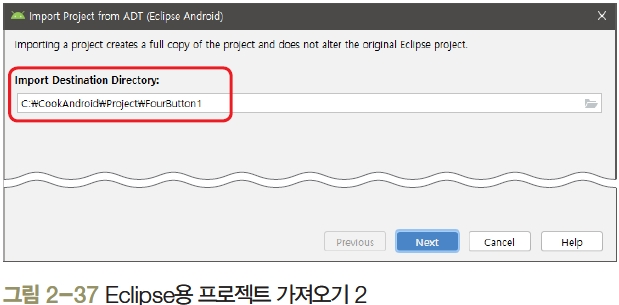 Import Project from ADT (Eclipse Android)
Importing a project creates a full copy of the project and does not alter the original Eclipse project.
Import Destination Directory:
C:₩CookAndroid₩Project₩FourButton1
Previous Next Cancel Help
그림 2-37 Eclipse용 프로젝트 가져오기 2